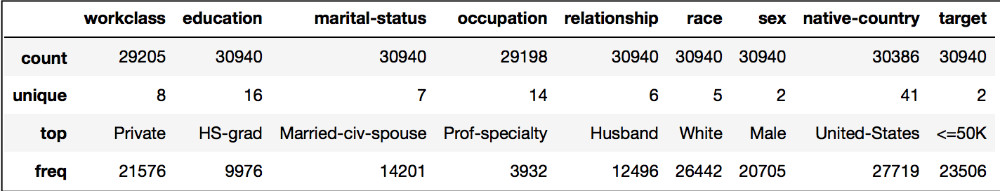 workclass education marital-status occupation relationship race sex native-country target
count 29205 30940 30940 29198 30940 30940 30940 30386 30940
unique 8 16 7 14 6 5 2 41 2
top Private HS-grad Married-civ-spouse Prof-specialty Husband White Male United-States <=50K
freq 21576 9976 14201 3932 12496 26442 20705 27719 23506